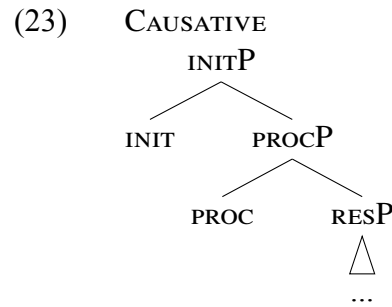 (23) CAUSATIVE
INITP
INIT PROCP
PROC RESP
...